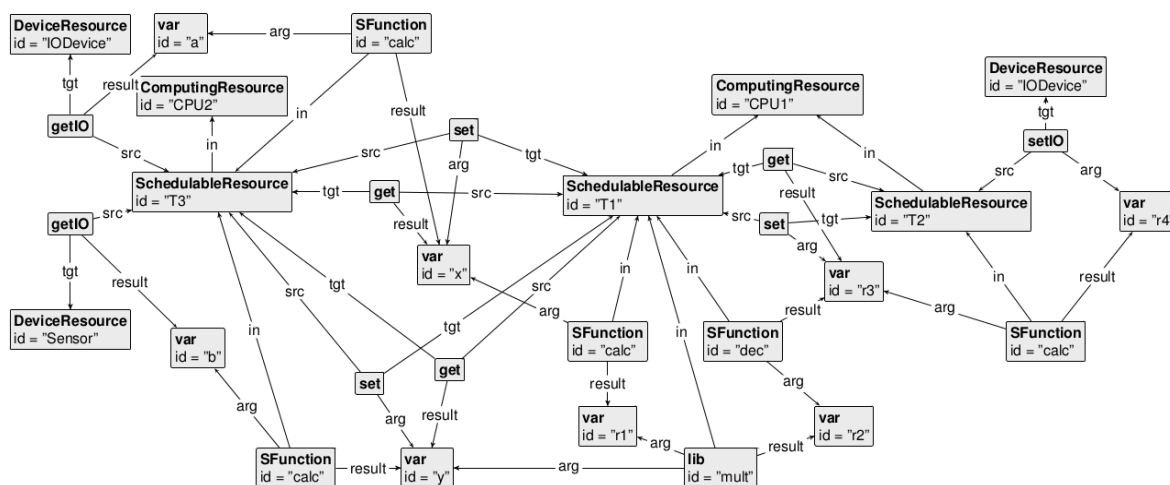 DeviceResource
id = "IODevice"
var
id = "a"
SFunction
id = "calc"
arg
tgt
result
ComputingResource
id = "CPU2"
ComputingResource
id = "CPU1"
DeviceResource
id = "IODevice"
getIO
in
in
result
set
tgt
setIO
src
src
arg
tgt
in
in
get
tgt
src
src
arg
SchedulableResource
id = "T3"
tgt
get
src
SchedulableResource
id = "T1"
result
SchedulableResource
id = "T2"
var
id = "r4"
getIO
src
result
src
set
tgt
arg
tgt
result
var
id = "x"
in
in
var
id = "r3"
in
result
src
tgt
src
arg
in
result
arg
DeviceResource
id = "Sensor"
var
id = "b"
in
tgt
SFunction
id = "calc"
SFunction
id = "dec"
SFunction
id = "calc"
set
get
result
arg
arg
arg
result
var
id = "r1"
var
id = "r2"
arg
result
SFunction
id = "calc"
result
var
id = "y"
arg
lib
id = "mult"